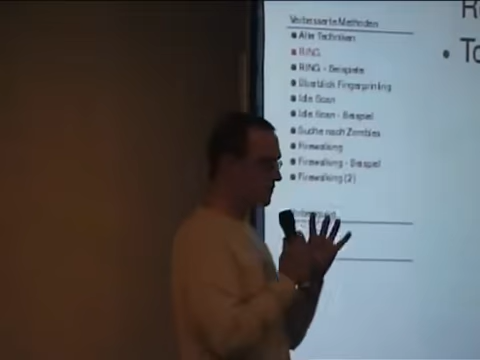 Verbesserte Methoden
Alte Techniken
RING
RING - Beispiele
Überblick Fingerprinting
Idle Scan
Idle Scan - Beispiel
Suche nach Zombies
Firewalking
Firewalking - Beispiel
Firewalking (2)